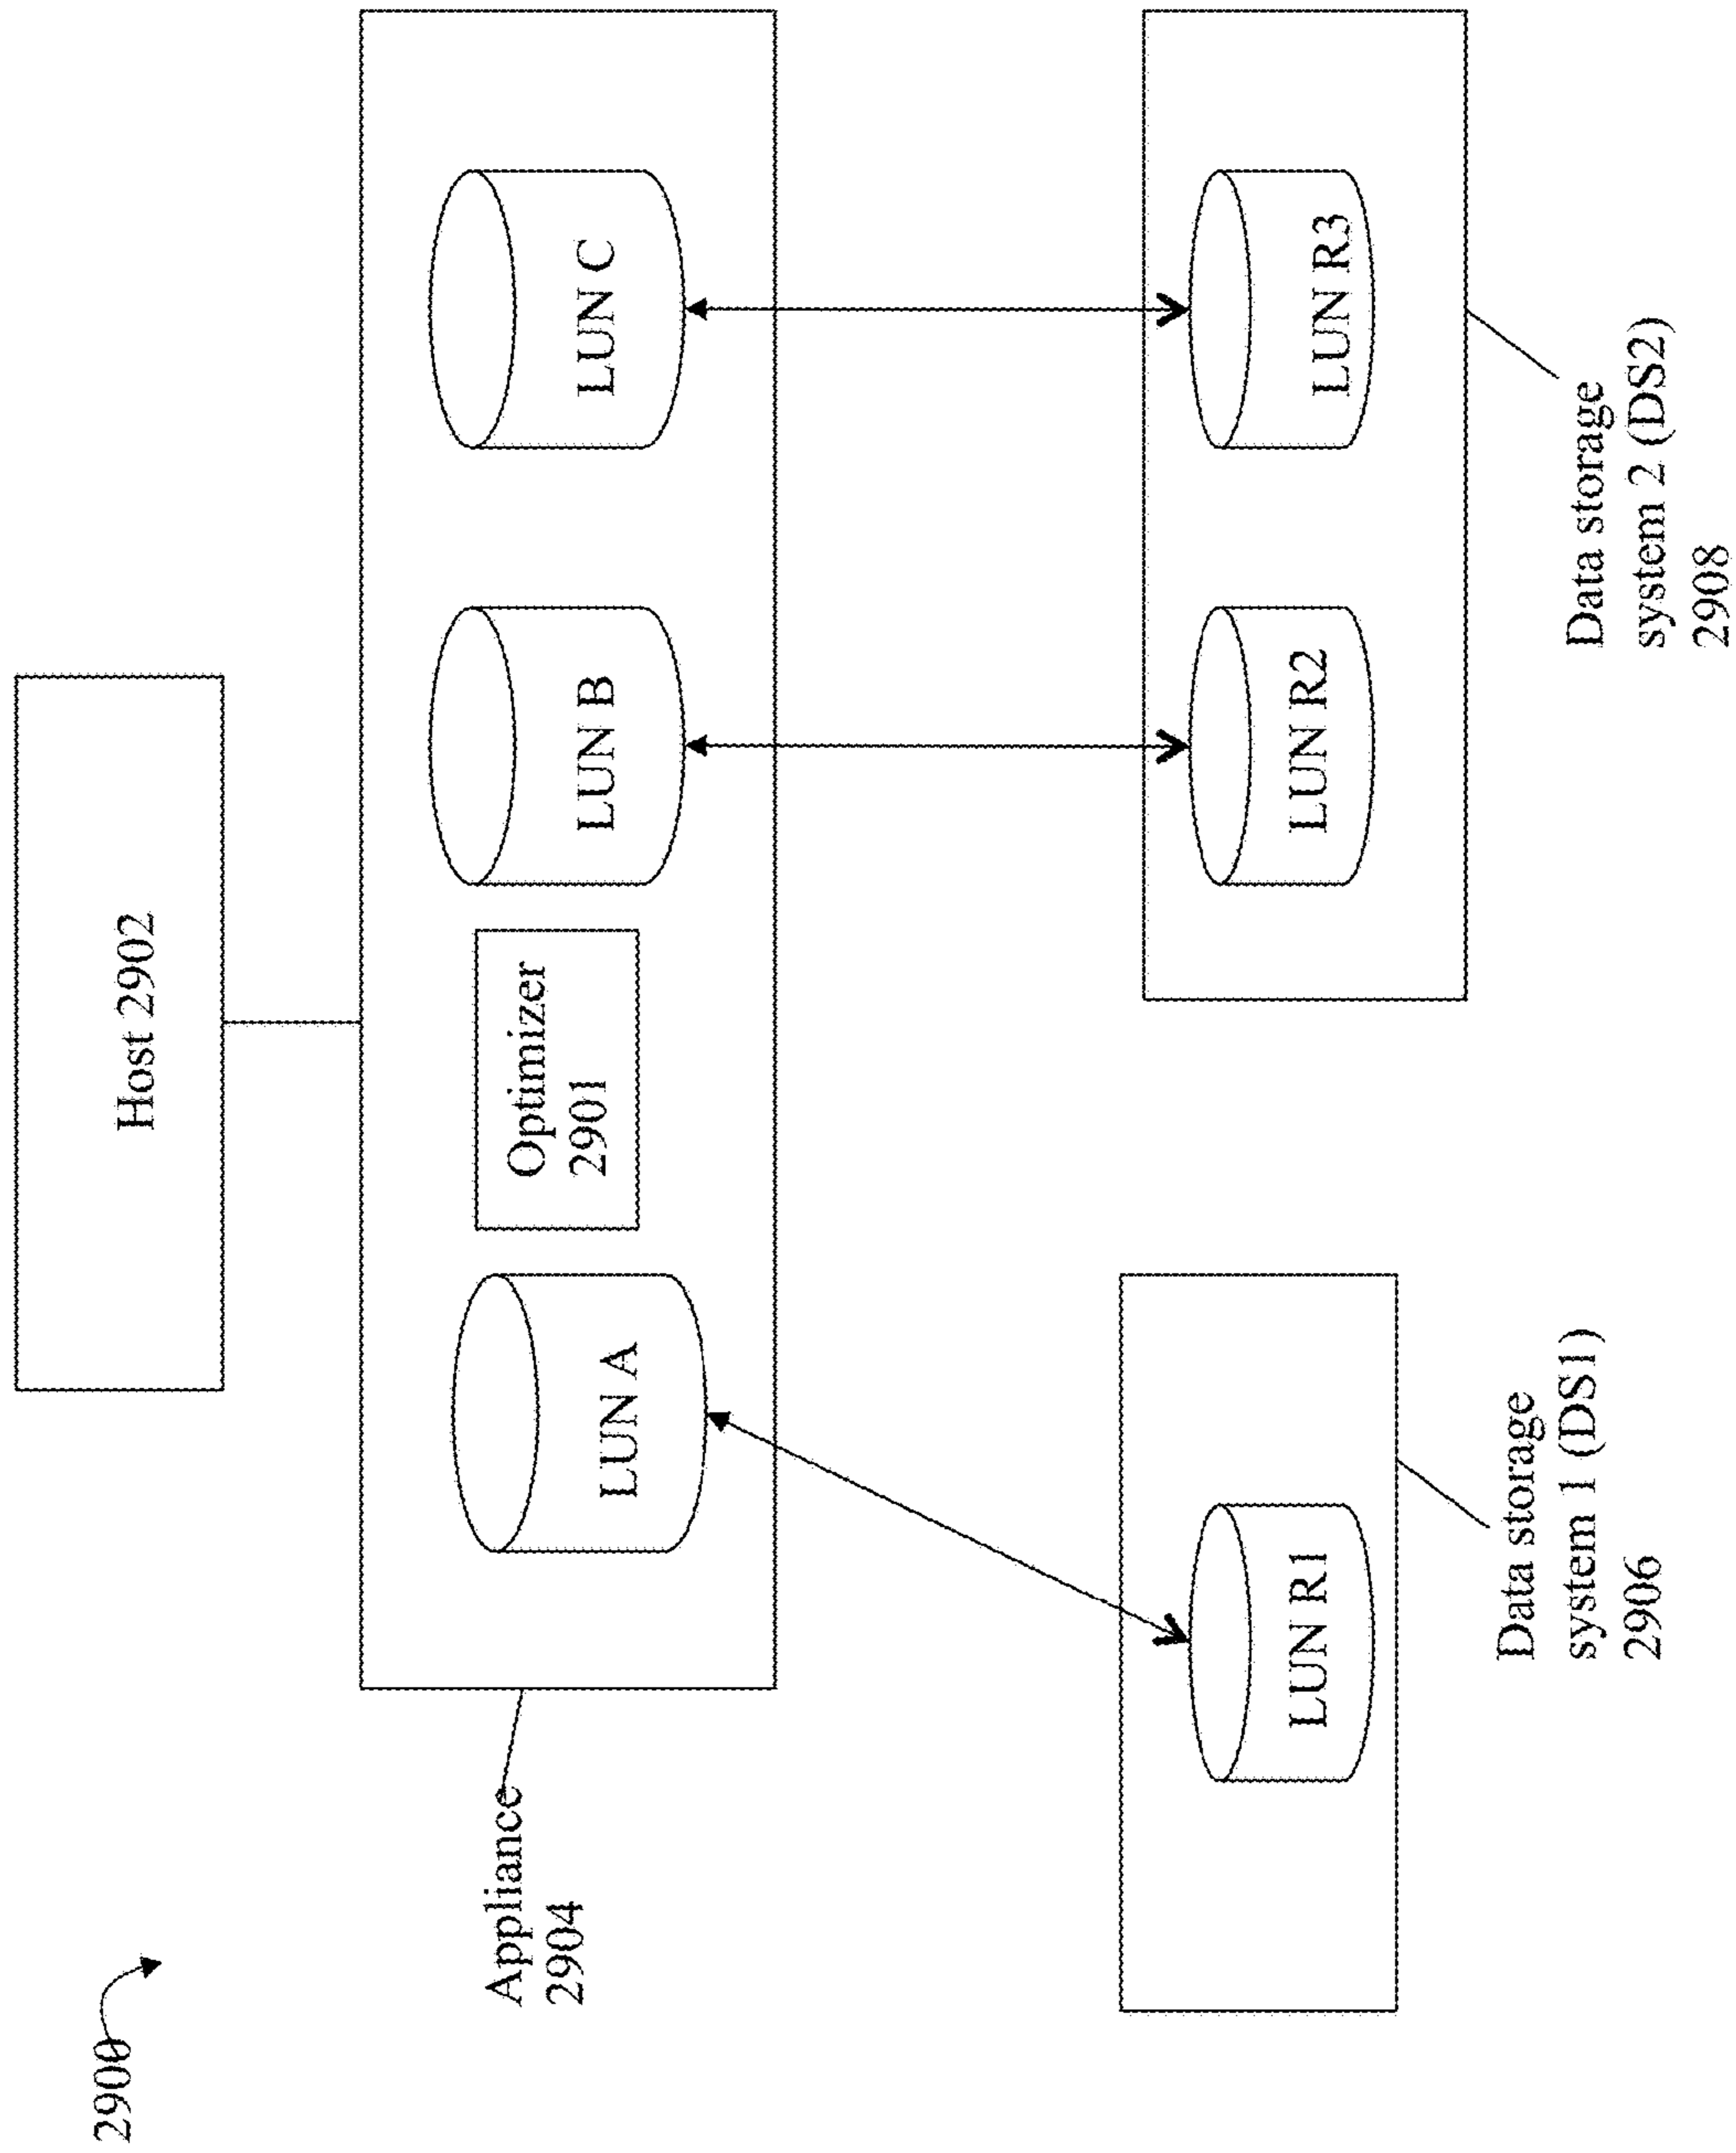 2900
Host 2902
Appliance
2904
LUN A
Optimizer
2901
LUN B
LUN C
LUN R1
LUN R2
LUN R3
Data storage
system 1 (DS1)
2906
Data storage
system 2 (DS2)
2908